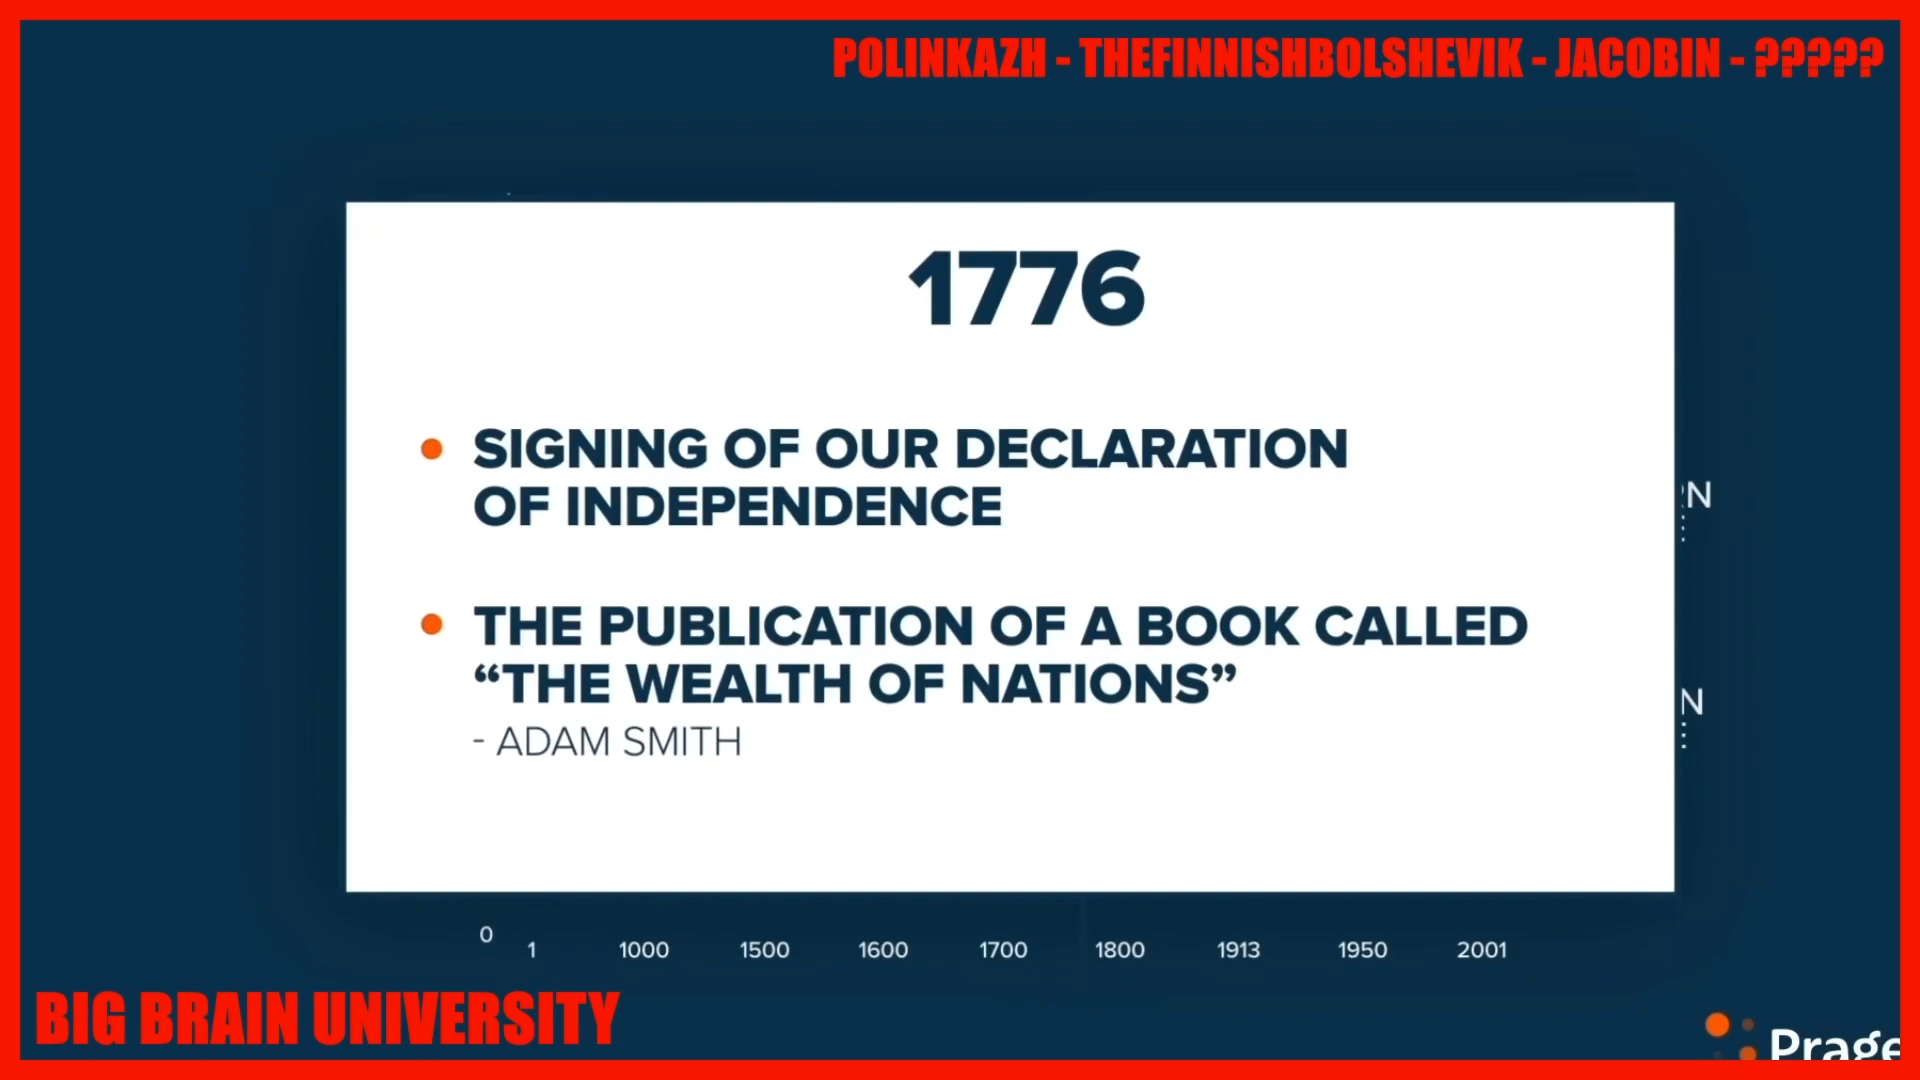 POLINKAZH - THEFINNISHBOLSHEVIK - JACOBIN - ?????
1776
SIGNING OF OUR DECLARATION
OF INDEPENDENCE
THE PUBLICATION OF A BOOK CALLED
“THE WEALTH OF NATIONS”
- ADAM SMITH
0 1 1000 1500 1600 1700 1800 1913 1950 2001
BIG BRAIN UNIVERSITY